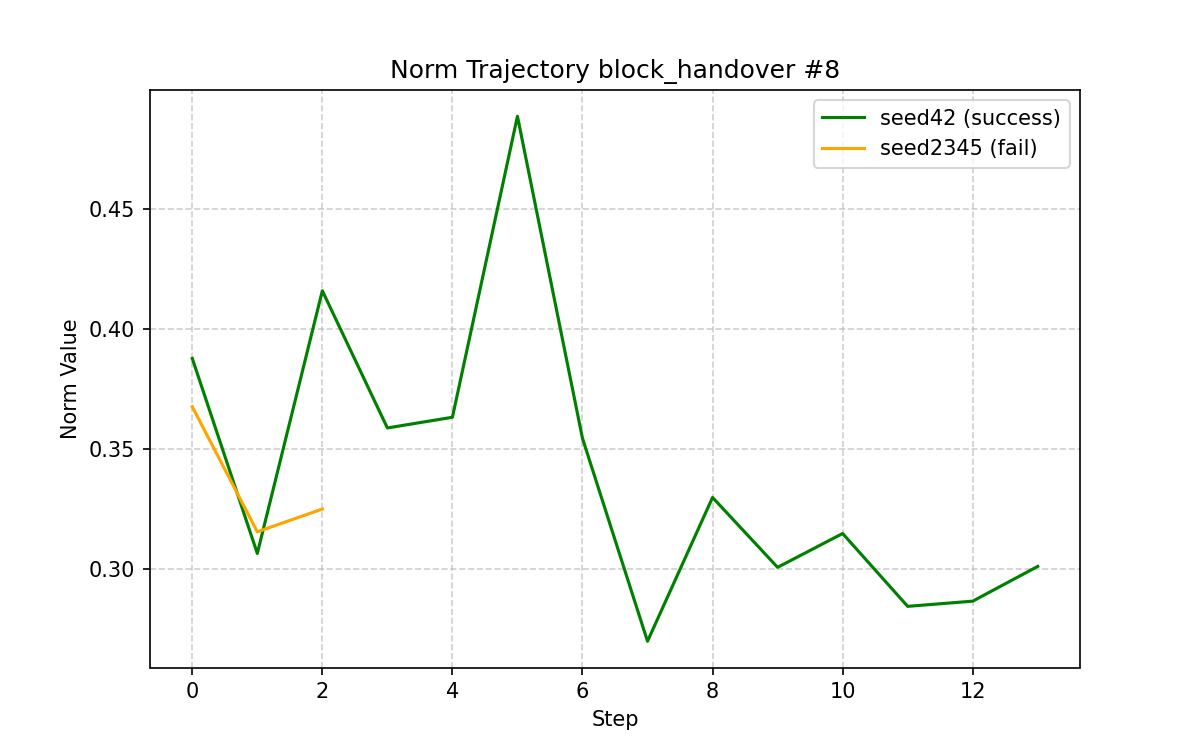 Norm Trajectory block_handover #8
seed42 (success)
seed2345 (fail)
Norm Value
0.45
0.40
0.35
0.30
0 2 4 6 8 10 12
Step